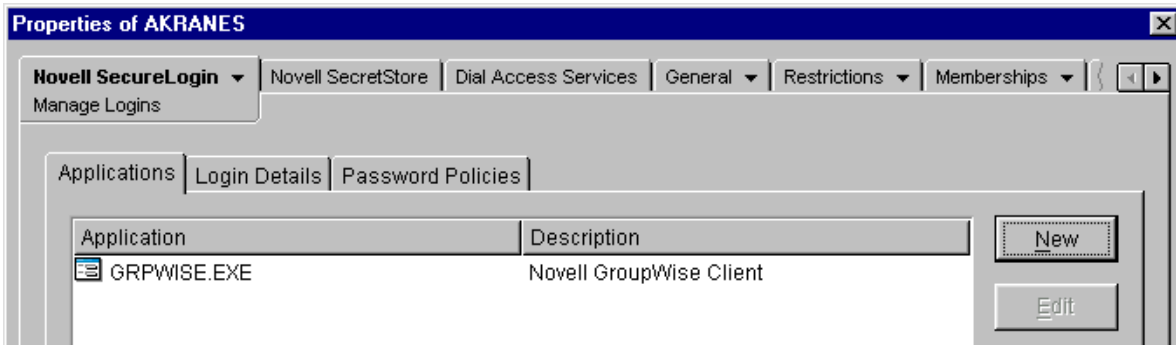 Properties of AKRANES
Novell SecureLogin Novell SecretStore Dial Access Services General Restrictions Memberships
Manage Logins
Applications Login Details Password Policies
Application Description New
GRPWISE.EXE Novell GroupWise Client
Edit